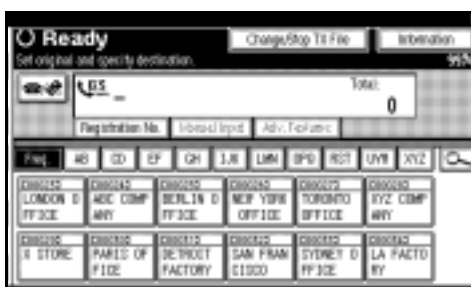 Ready
Change/Stop TX File
Information
Set original and specify destination.
99%
G3
Total:
0
Registration No.
Manual Input
Adv. Features
Freq. AB CD EF GH IJK LMN OPQ RST UVW XYZ
LONDON O ABC COMP BERLIN O NEW YORK TORONTO XYZ COMP
FFICE ANY FFICE OFFICE OFFICE ANY
X STORE PARIS OF DETROIT SAN FRAN SYDNEY O LA FACTO
FICE FACTORY CISCO FFICE RY